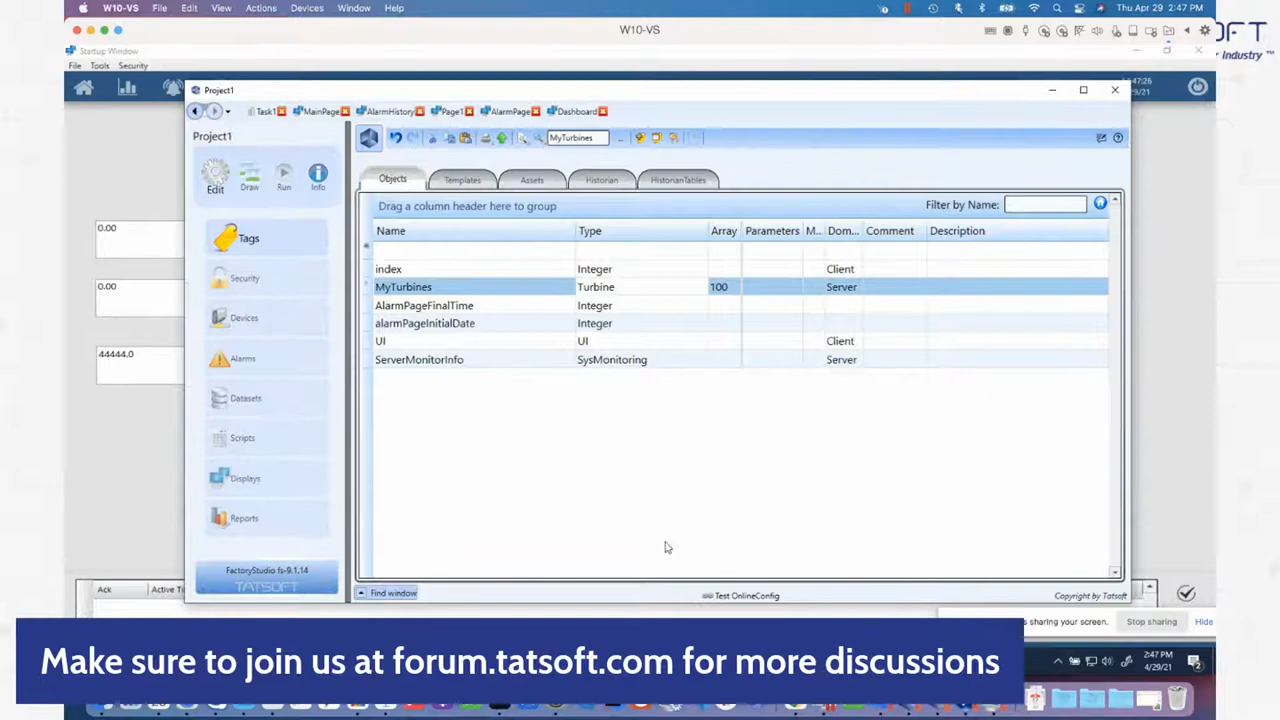 W10-VS File Edit View Actions Devices Window Help Thu Apr 29 2:47 PM
W10-VS
Startup Window
File Tools Security
Project1
Task1 MainPage AlarmHistory Page1 AlarmPage Dashboard
Project1
MyTurbines
Edit Draw Run Info
Objects Templates Assets Historian HistorianTables
Drag a column header here to group
Filter by Name:
Name Type Array Parameters M... Dom... Comment Description
index Integer Client
MyTurbines Turbine 100 Server
AlarmPageFinalTime Integer
alarmPageInitialDate Integer
UI UI Client
ServerMonitorInfo SysMonitoring Server
Tags
Security
Devices
Alarms
Datasets
Scripts
Displays
Reports
0.00
0.00
44444.0
FactoryStudio fs-9.1.14
TATSOFT
Find window
Test OnlineConfig
Copyright by Tatsoft
Ack
sharing your screen. Stop sharing Hide
2:47 PM
4/29/21
Make sure to join us at forum.tatsoft.com for more discussions